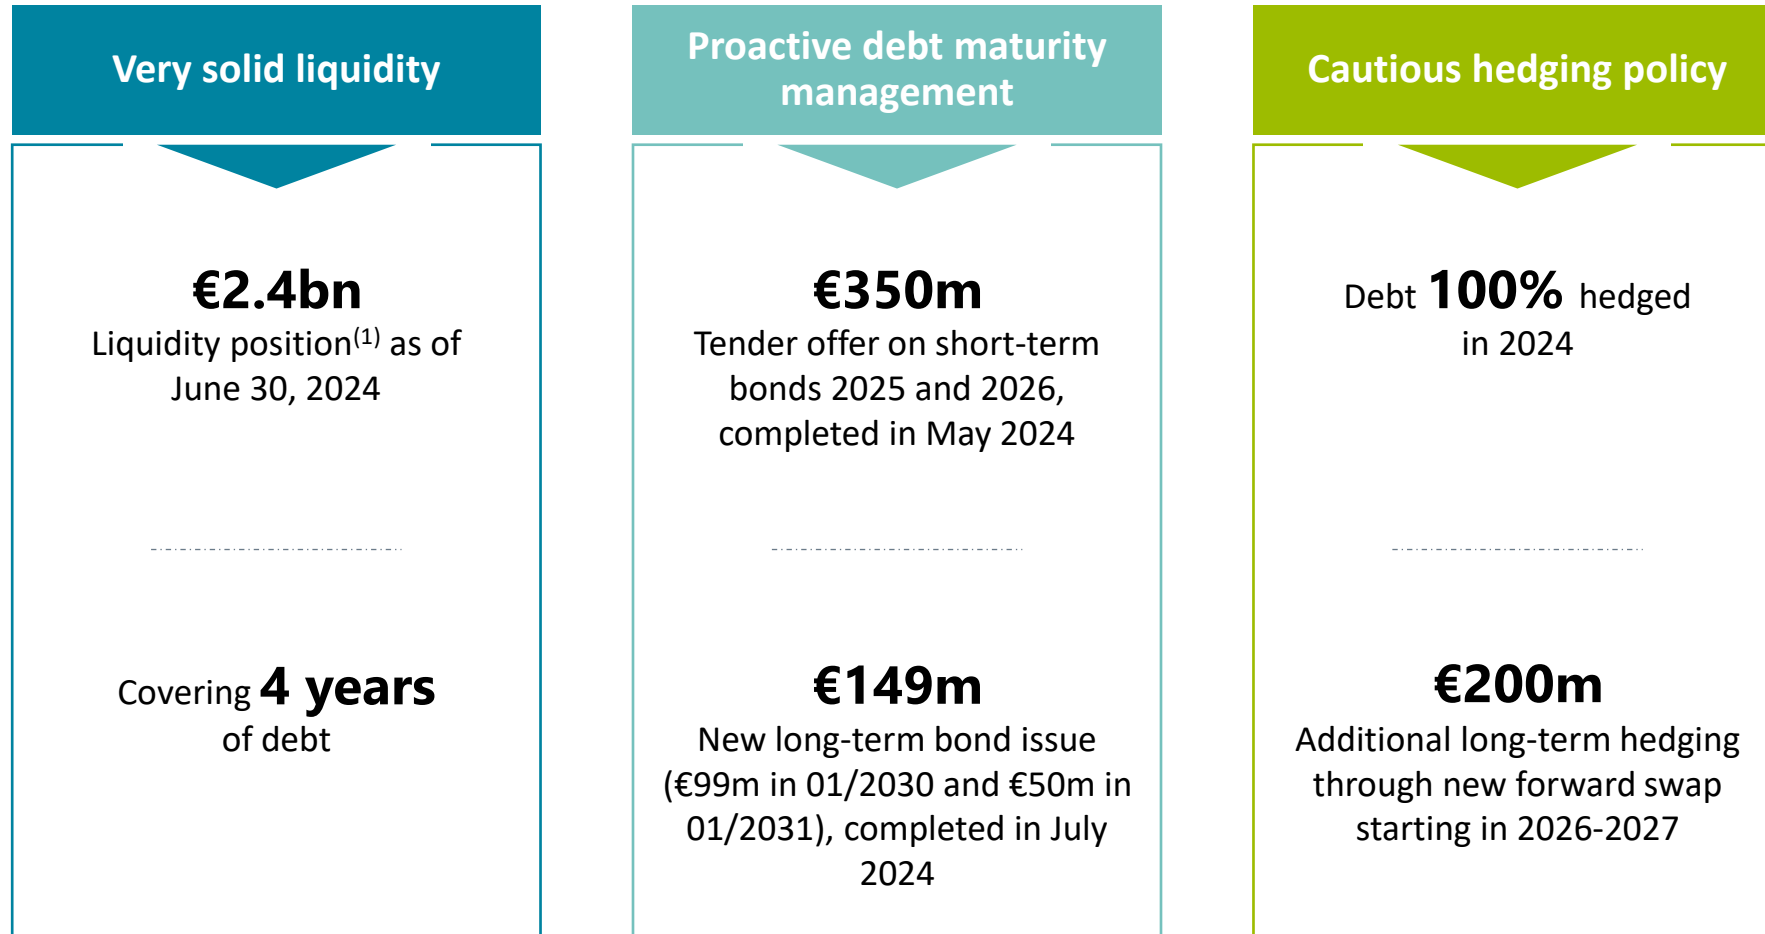 Very solid liquidity
€2.4bn
Liquidity position(1) as of
June 30, 2024
Covering 4 years
of debt
Proactive debt maturity
management
€350m
Tender offer on short-term
bonds 2025 and 2026,
completed in May 2024
€149m
New long-term bond issue
(€99m in 01/2030 and €50m in
01/2031), completed in July
2024
Cautious hedging policy
Debt 100% hedged
in 2024
€200m
Additional long-term hedging
through new forward swap
starting in 2026-2027